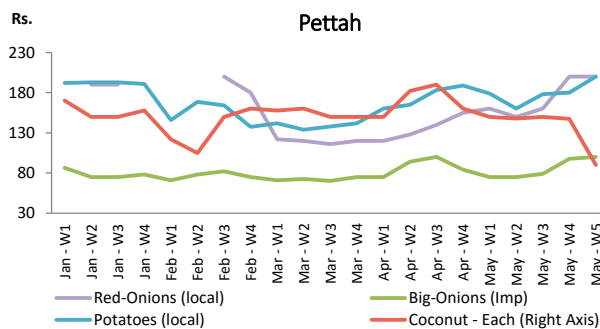 Rs.
Pettah
230
180
130
80
30
Jan - W1
Jan - W2
Jan - W3
Jan - W4
Feb - W1
Feb - W2
Feb - W3
Feb - W4
Mar - W1
Mar - W2
Mar - W3
Mar - W4
Apr - W1
Apr - W2
Apr - W3
Apr - W4
May - W1
May - W2
May - W3
May - W4
May - W5
Red-Onions (local)
Big-Onions (Imp)
Potatoes (local)
Coconut - Each (Right Axis)